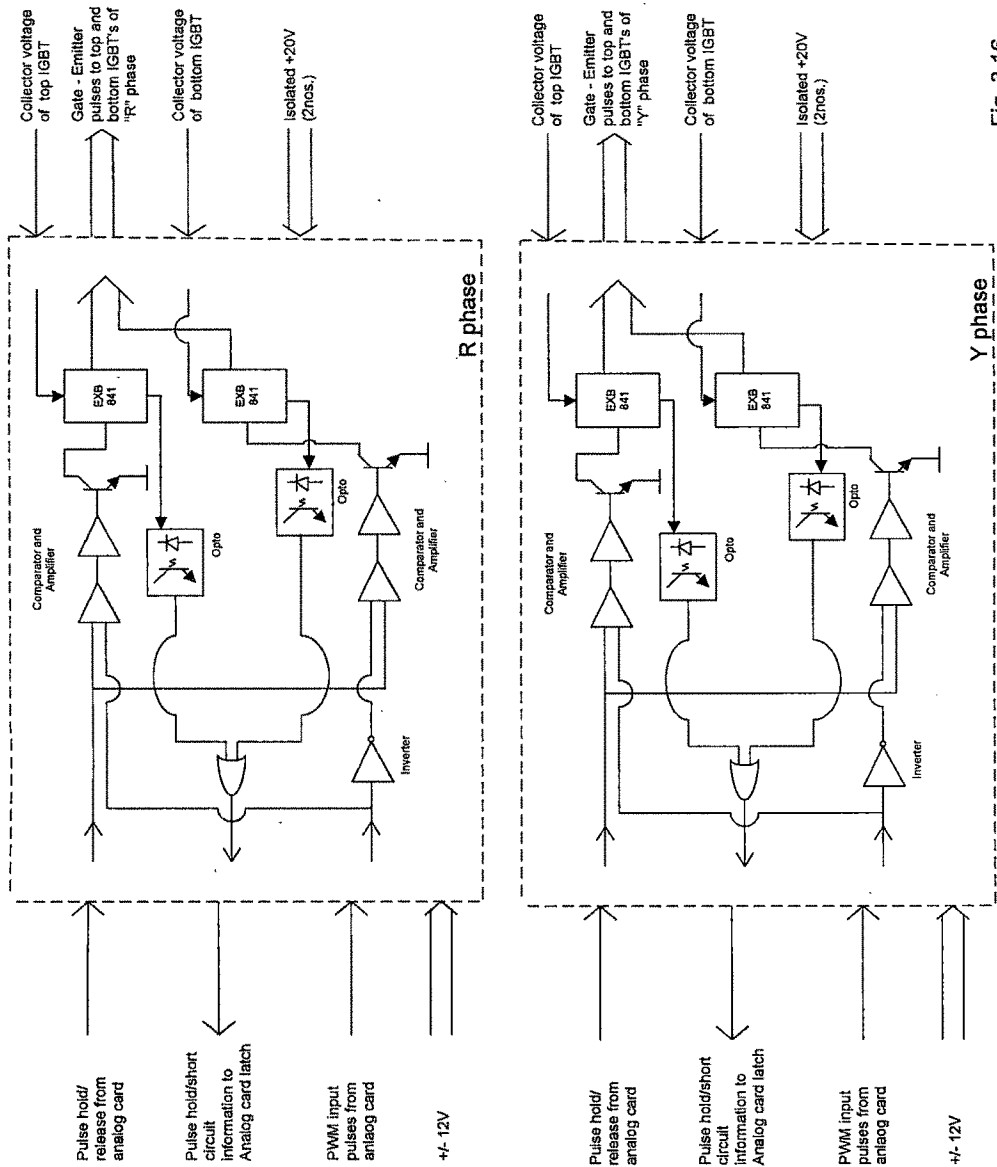 Collector voltage
of top IGBT
Gate - Emitter
pulses to top and
bottom IGBT's of
"R" phase
Collector voltage
of bottom IGBT
Isolated +20V
(2nos.)
R phase
EXB
841
EXB
841
Comparator and
Amplifier
Opto
Opto
Comparator and
Amplifier
Inverter
Pulse hold/
release from
analog card
Pulse hold/short
circuit
information to
Analog card latch
PWM input
pulses from
anlaog card
+/- 12V
Collector voltage
of top IGBT
Gate - Emitter
pulses to top and
bottom IGBT's of
"Y" phase
Collector voltage
of bottom IGBT
Isolated +20V
(2nos.)
Y phase
EXB
841
EXB
841
Comparator and
Amplifier
Opto
Opto
Comparator and
Amplifier
Inverter
Pulse hold/
release from
analog card
Pulse hold/short
circuit
information to
Analog card latch
PWM input
pulses from
anlaog card
+/- 12V
Fig.